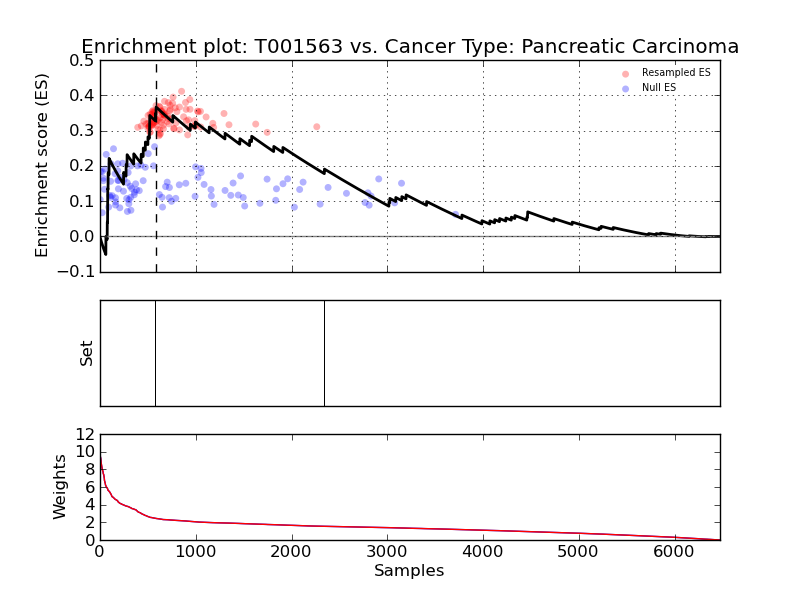 Enrichment plot: T001563 vs. Cancer Type: Pancreatic Carcinoma
Enrichment score (ES)
0.5
0.4
0.3
0.2
0.1
0.0
−0.1
Resampled ES
Null ES
Set
Weights
12
10
8
6
4
2
0
0 1000 2000 3000 4000 5000 6000
Samples